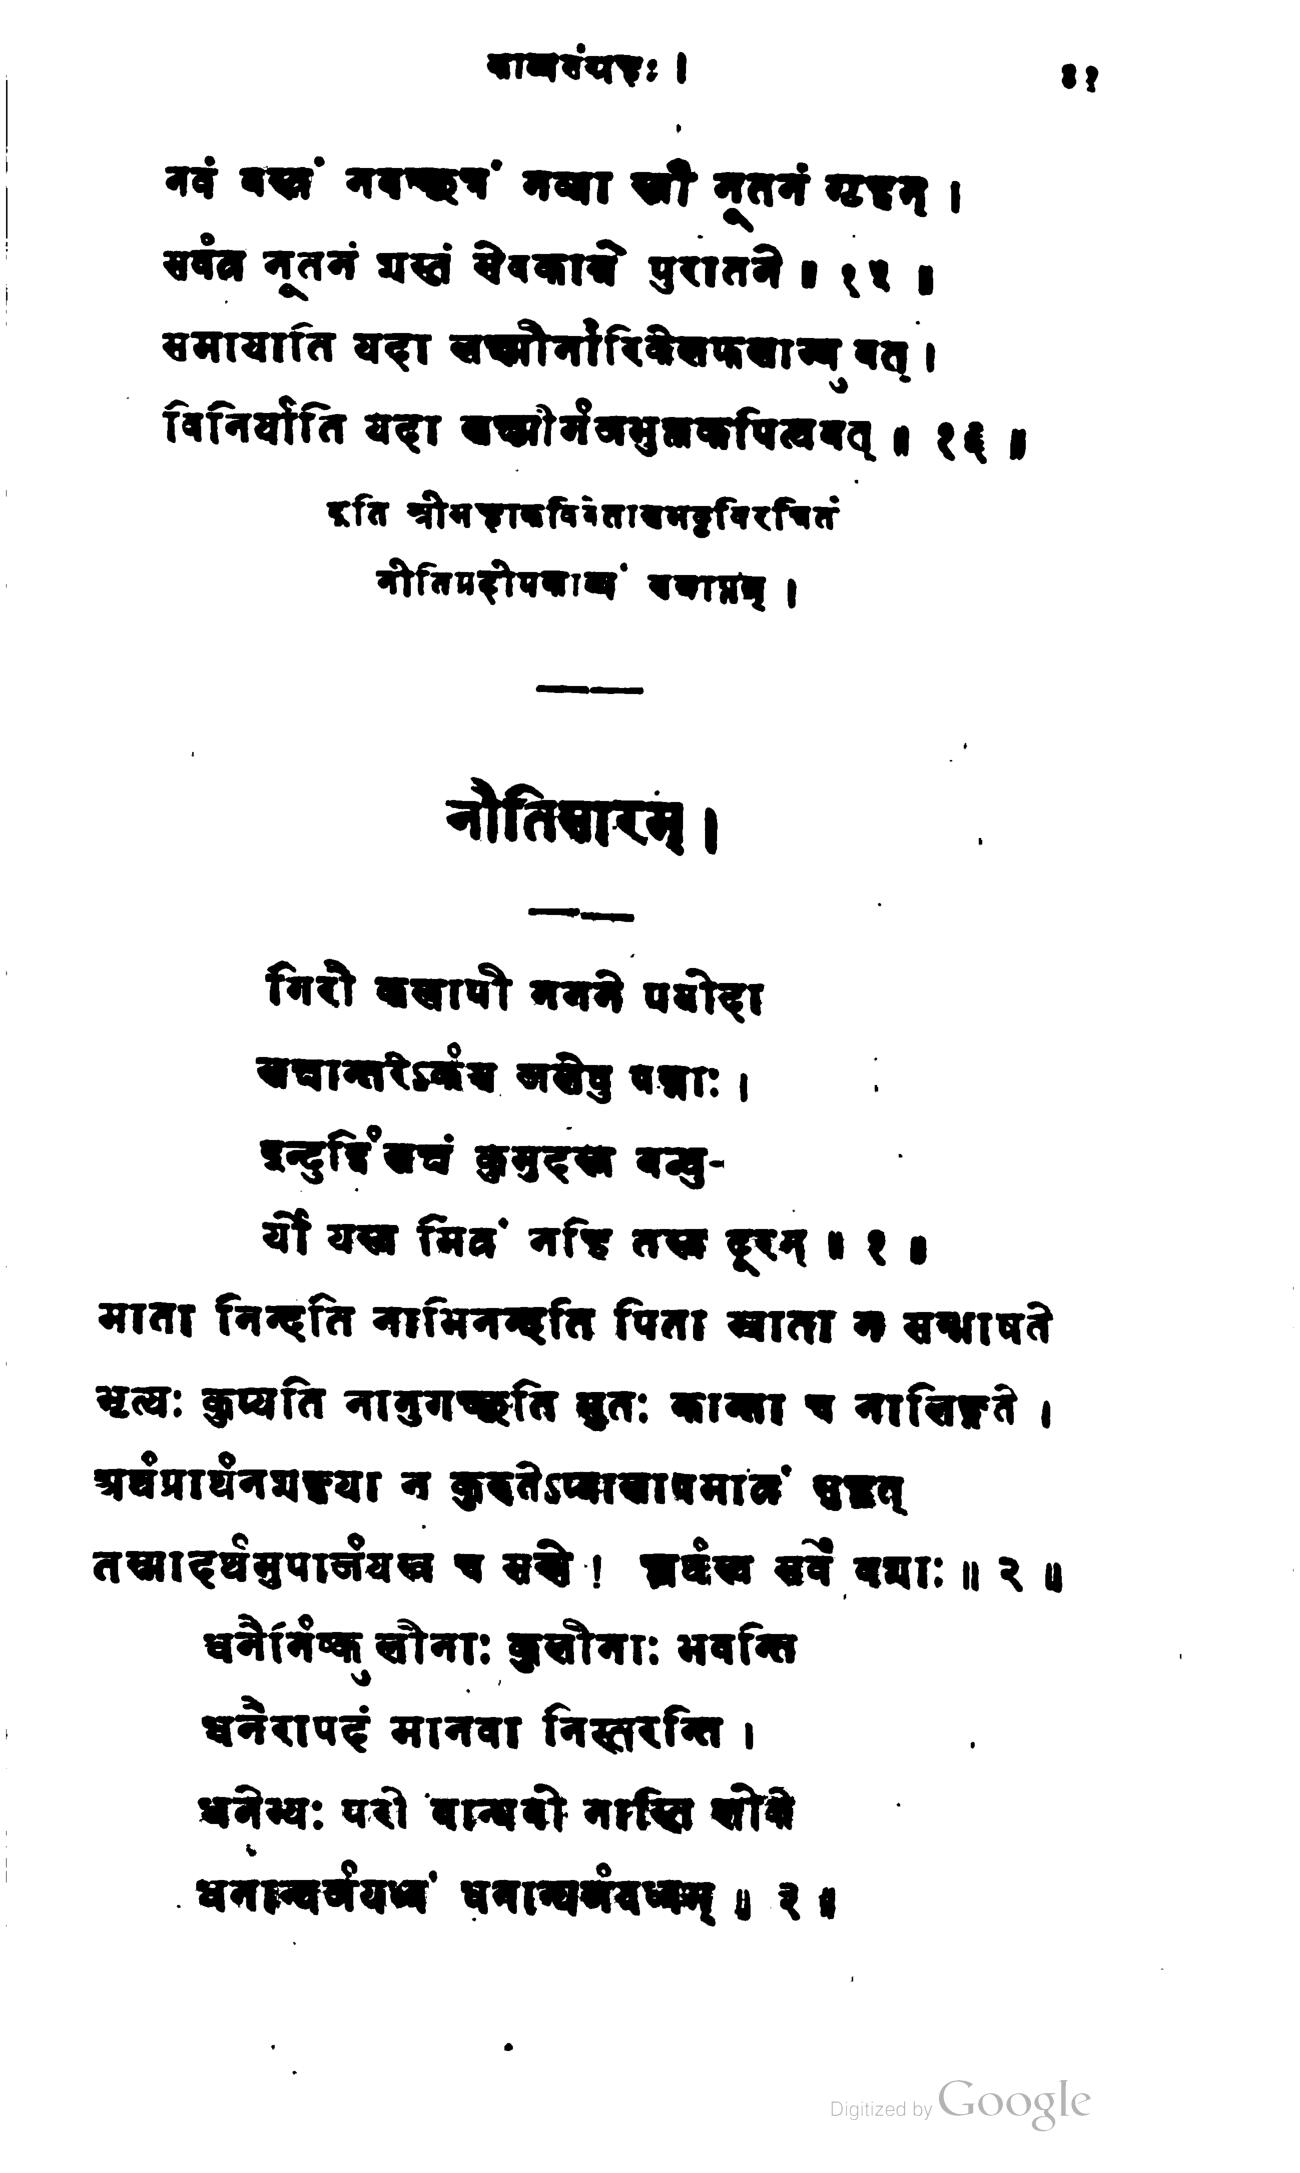 काव्यसंग्रहः । ४१
नवं वस्त्रं नवच्छत्रं नव्या स्त्री नूतनं गृहम् ।
सर्वत्र नूतनं शस्तं सेवकान्ने पुरातने ॥ १५ ॥
समायाति यदा लक्ष्मीर्नारिकेलफलाम्बुवत् ।
विनिर्याति यदा लक्ष्मीर्गजभुक्तकपित्थवत् ॥ १६ ॥
इति श्रीमहाकविवेतालभट्टविरचितं
नीतिप्रदीपकाव्यं समाप्तम् ।
नीतिसारम् ।
गिरौ कलापी गगने पयोदा
लक्षान्तरेऽर्कश्च जलेषु पद्माः ।
इन्दुर्द्विलक्षं कुमुदस्य बन्धु-
र्यो यस्य मित्रं नहि तस्य दूरम् ॥ १ ॥
माता निन्दति नाभिनन्दति पिता भ्राता न सम्भाषते
भृत्यः कुप्यति नानुगच्छति सुतः कान्ता च नालिङ्गते ।
अर्थप्रार्थनशङ्कया न कुरुतेऽप्यालापमात्रं सुहृत्
तस्मादर्थमुपार्जयस्व च सखे ! ह्यर्थस्य सर्वे वशाः ॥ २ ॥
धनैर्निष्कुलीनाः कुलीनाः भवन्ति
धनैरापदं मानवा निस्तरन्ति ।
धनेभ्यः परो बान्धवो नास्ति लोके
धनान्यर्जयध्वं धनान्यर्जयध्वम् ॥ ३ ॥
Digitized by Google